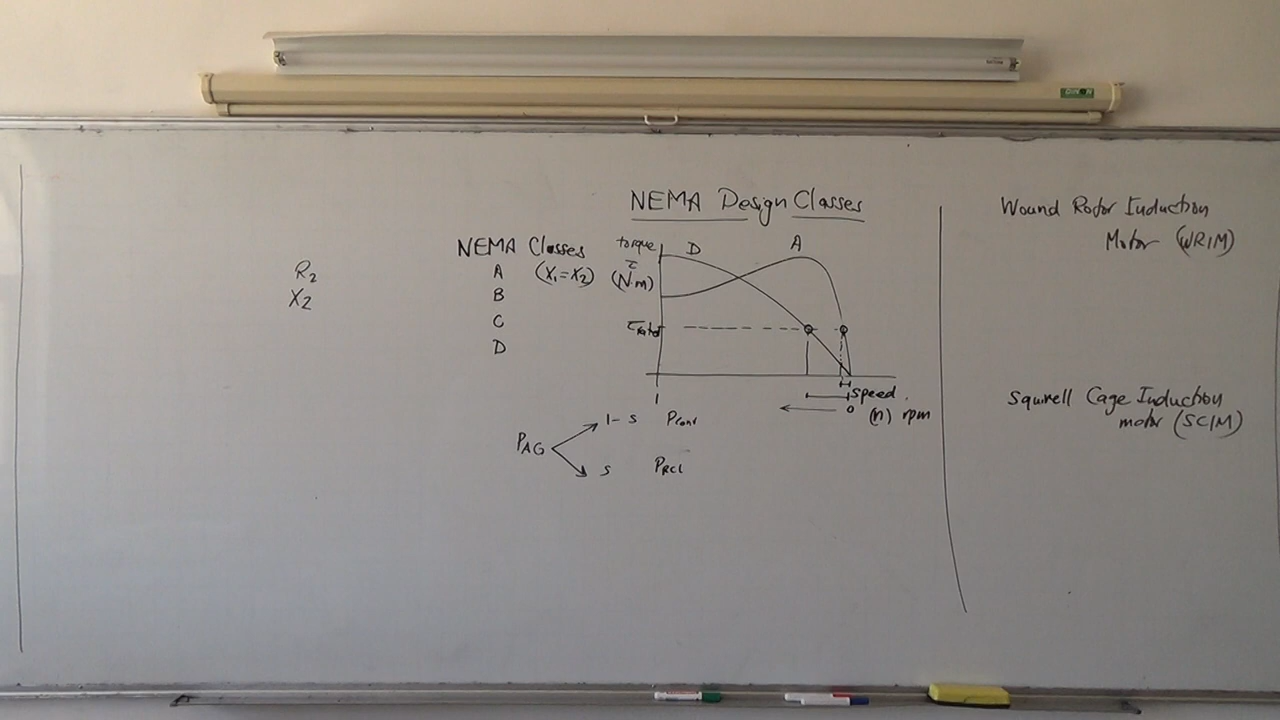 NEMA Design Classes
NEMA Classes
A (X₁=X₂)
B
C
D
R₂
X₂
torque
τ
(N.m)
D
A
τrated
1
0
speed.
(n) rpm
PAG
1-s Pconv
s PRCL
Wound Rotor Induction
Motor (WRIM)
Squirell Cage Induction
motor (SCIM)